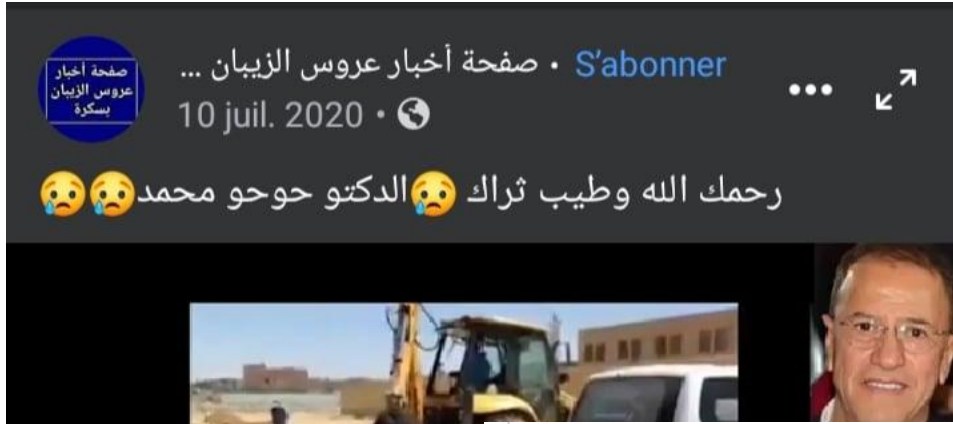 صفحة أخبار
عروس الزيبان
بسكرة
صفحة أخبار عروس الزيبان ... · S'abonner
10 juil. 2020 ·
رحمك الله وطيب ثراك 😢الدكتو حوحو محمد😢😢